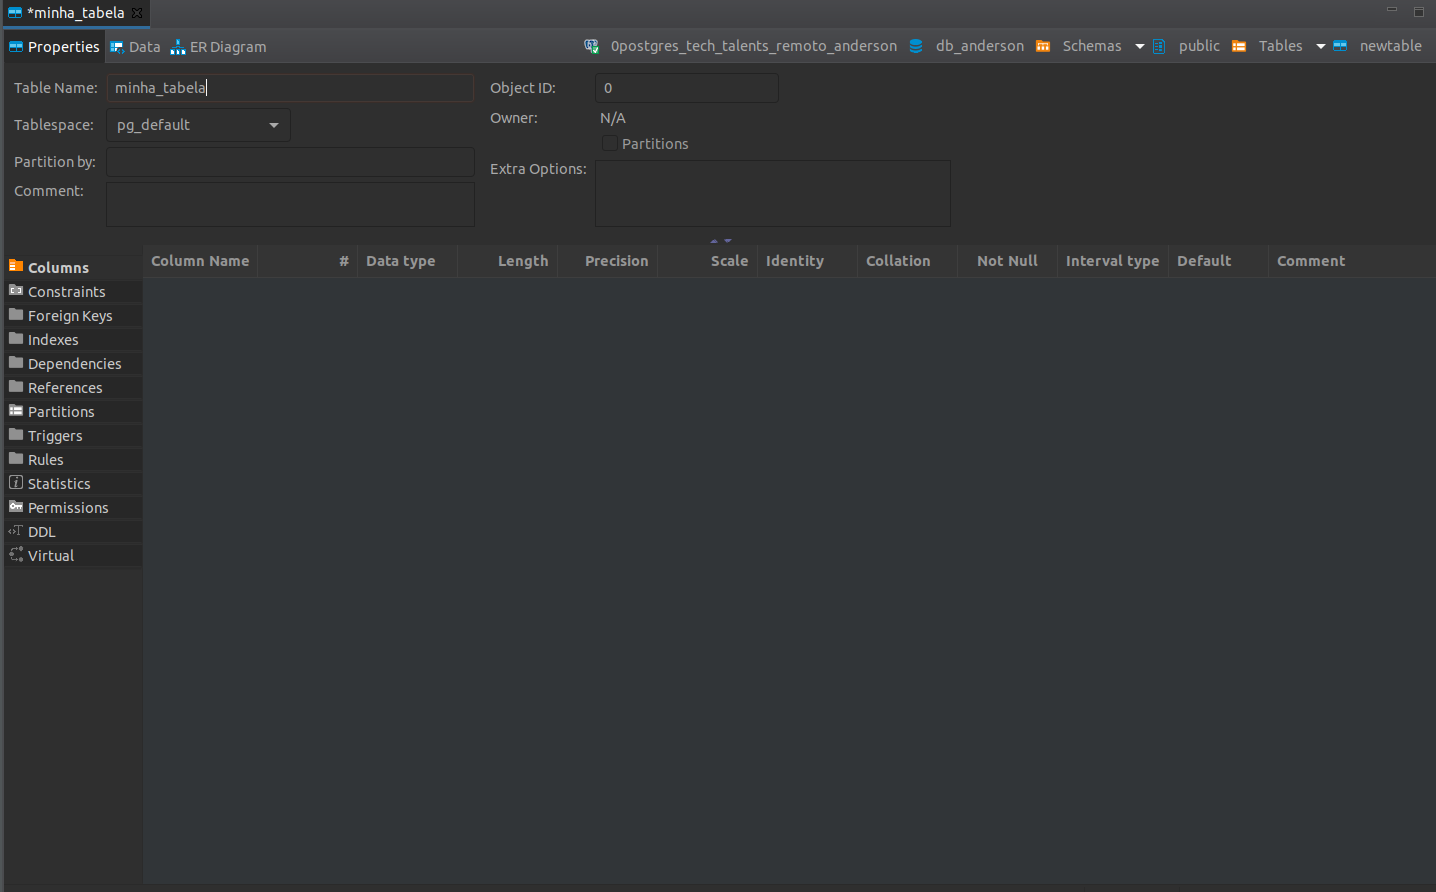 *minha_tabela
Properties Data ER Diagram 0postgres_tech_talents_remoto_anderson db_anderson Schemas public Tables newtable
Table Name: minha_tabela Object ID: 0
Owner: N/A
Tablespace: pg_default
Partitions
Partition by: Extra Options:
Comment:
Column Name # Data type Length Precision Scale Identity Collation Not Null Interval type Default Comment
Columns
Constraints
Foreign Keys
Indexes
Dependencies
References
Partitions
Triggers
Rules
Statistics
Permissions
DDL
Virtual